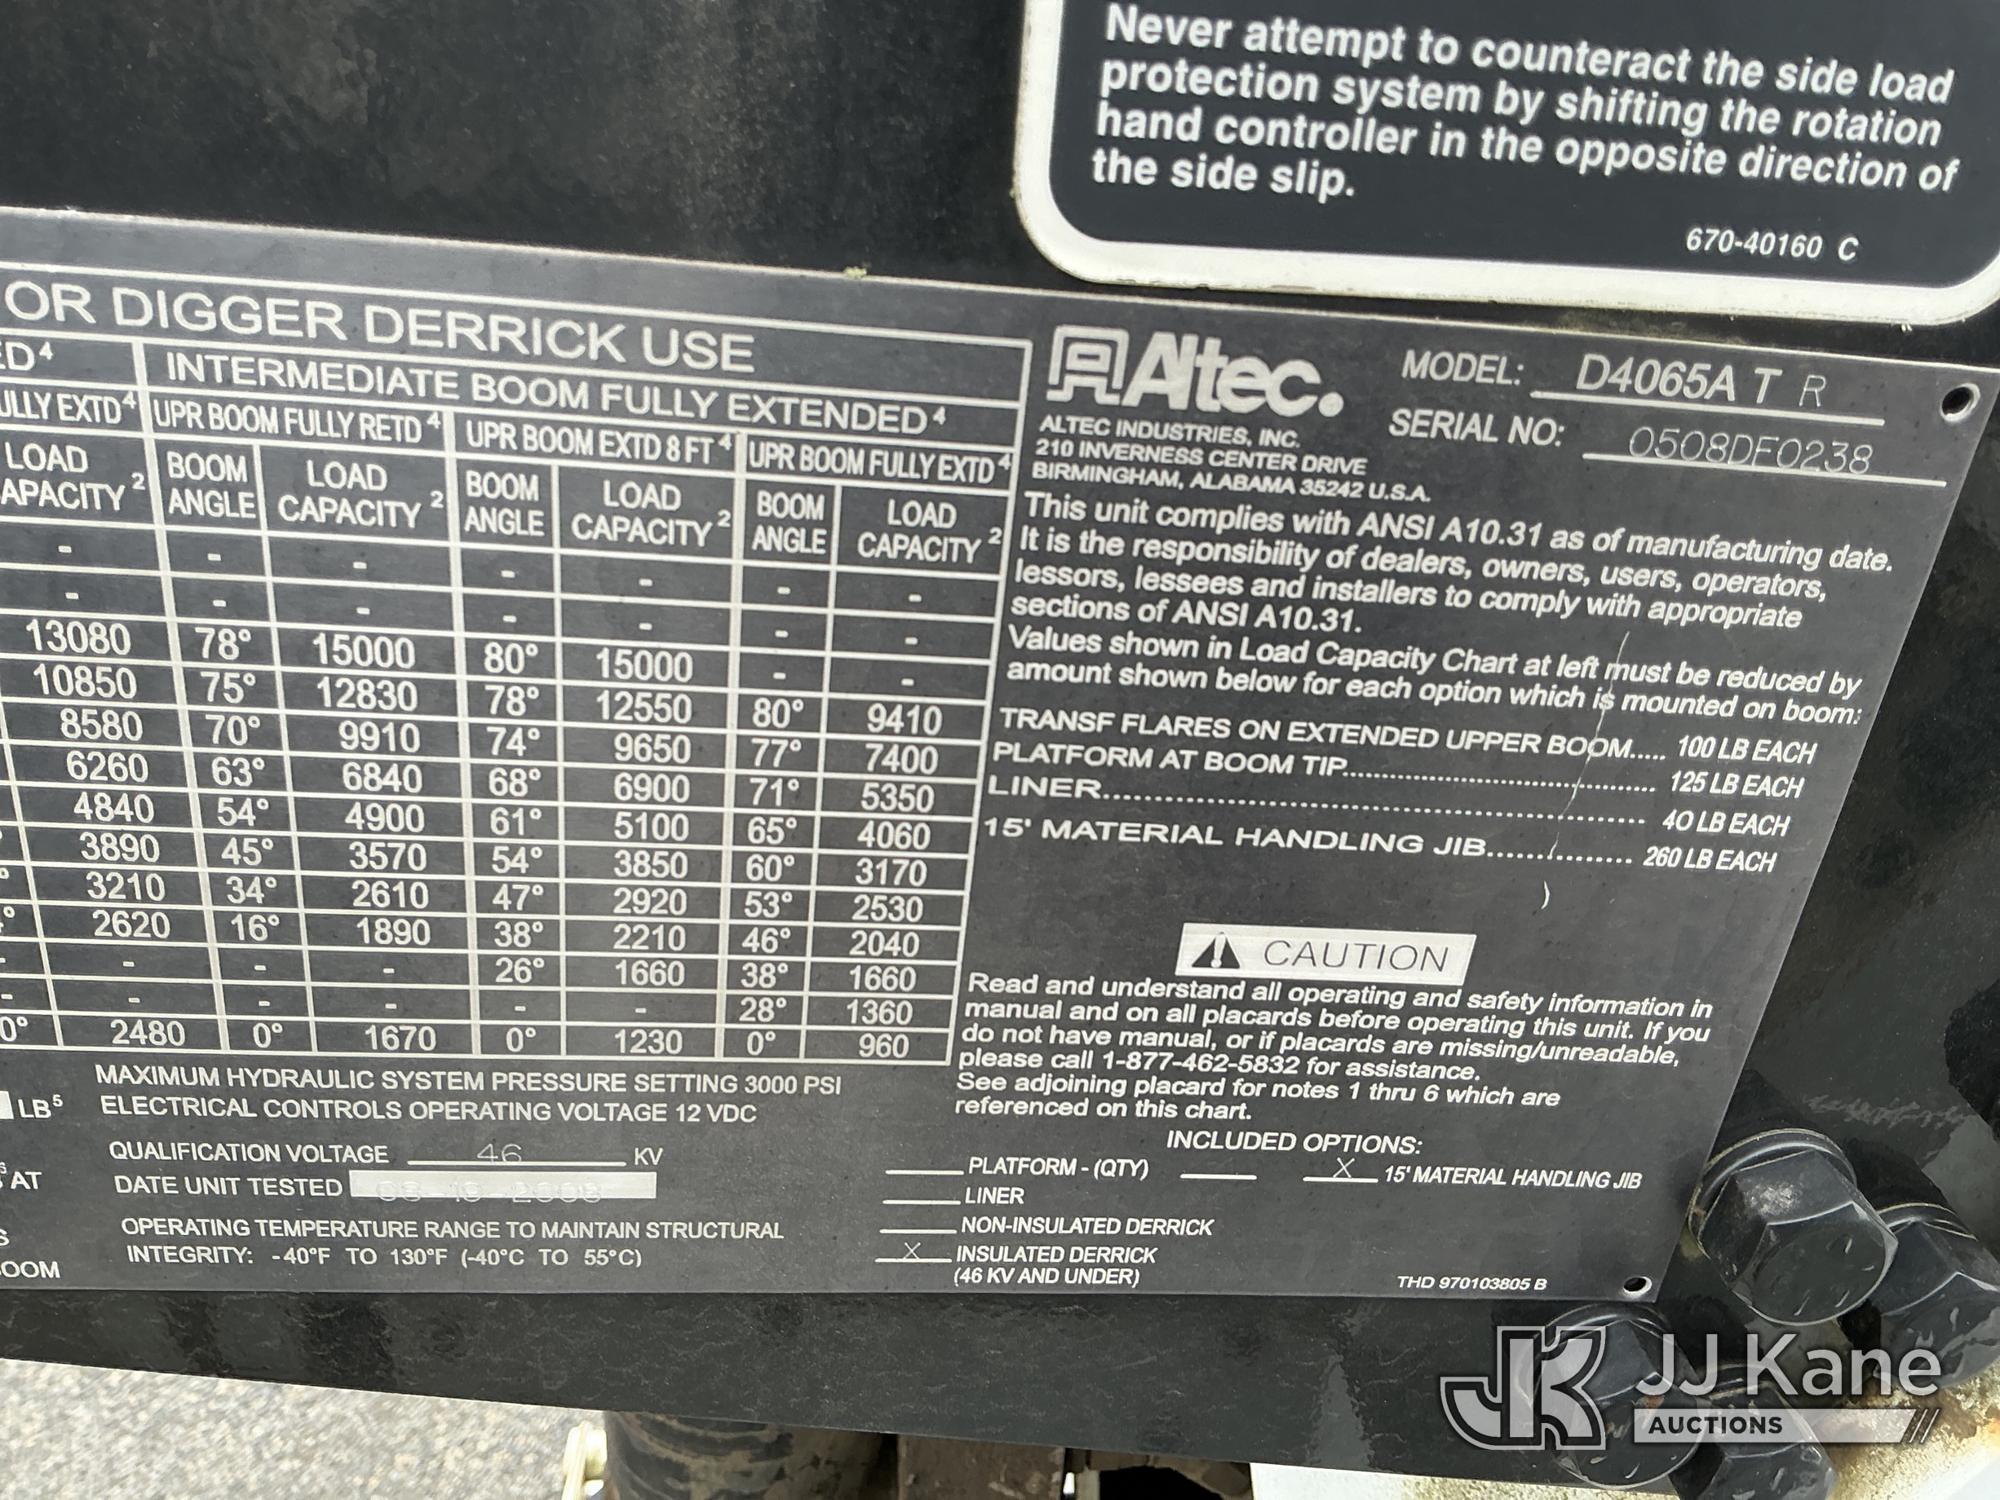 Never attempt to counteract the side load
protection system by shifting the rotation
hand controller in the opposite direction of
the side slip.
670-40160 C
OR DIGGER DERRICK USE
ED⁴ INTERMEDIATE BOOM FULLY EXTENDED⁴
ULLY EXTD⁴ UPR BOOM FULLY RETD⁴ UPR BOOM EXTD 8 FT⁴ UPR BOOM FULLY EXTD⁴
LOAD BOOM LOAD BOOM LOAD BOOM LOAD
APACITY² ANGLE CAPACITY² ANGLE CAPACITY² ANGLE CAPACITY²
- - - - - - -
- - - - - - -
13080 78° 15000 80° 15000 - -
10850 75° 12830 78° 12550 80° 9410
8580 70° 9910 74° 9650 77° 7400
6260 63° 6840 68° 6900 71° 5350
4840 54° 4900 61° 5100 65° 4060
3890 45° 3570 54° 3850 60° 3170
3210 34° 2610 47° 2920 53° 2530
2620 16° 1890 38° 2210 46° 2040
- - - 26° 1660 38° 1660
- - - - - 28° 1360
0° 2480 0° 1670 0° 1230 0° 960
MAXIMUM HYDRAULIC SYSTEM PRESSURE SETTING 3000 PSI
LB⁵ ELECTRICAL CONTROLS OPERATING VOLTAGE 12 VDC
QUALIFICATION VOLTAGE 46 KV
AT DATE UNIT TESTED
OPERATING TEMPERATURE RANGE TO MAINTAIN STRUCTURAL
INTEGRITY: -40°F TO 130°F (-40°C TO 55°C)
OOM
Altec.
MODEL: D4065A T R
SERIAL NO: 0508DF0238
ALTEC INDUSTRIES, INC.
210 INVERNESS CENTER DRIVE
BIRMINGHAM, ALABAMA 35242 U.S.A.
This unit complies with ANSI A10.31 as of manufacturing date.
It is the responsibility of dealers, owners, users, operators,
lessors, lessees and installers to comply with appropriate
sections of ANSI A10.31.
Values shown in Load Capacity Chart at left must be reduced by
amount shown below for each option which is mounted on boom:
TRANSF FLARES ON EXTENDED UPPER BOOM..... 100 LB EACH
PLATFORM AT BOOM TIP........................................ 125 LB EACH
LINER...................................................................... 40 LB EACH
15' MATERIAL HANDLING JIB................... 260 LB EACH
CAUTION
Read and understand all operating and safety information in
manual and on all placards before operating this unit. If you
do not have manual, or if placards are missing/unreadable,
please call 1-877-462-5832 for assistance.
See adjoining placard for notes 1 thru 6 which are
referenced on this chart.
INCLUDED OPTIONS:
PLATFORM - (QTY) X 15' MATERIAL HANDLING JIB
LINER
NON-INSULATED DERRICK
X INSULATED DERRICK
(46 KV AND UNDER)
THD 970103805 B
JK JJ Kane
AUCTIONS